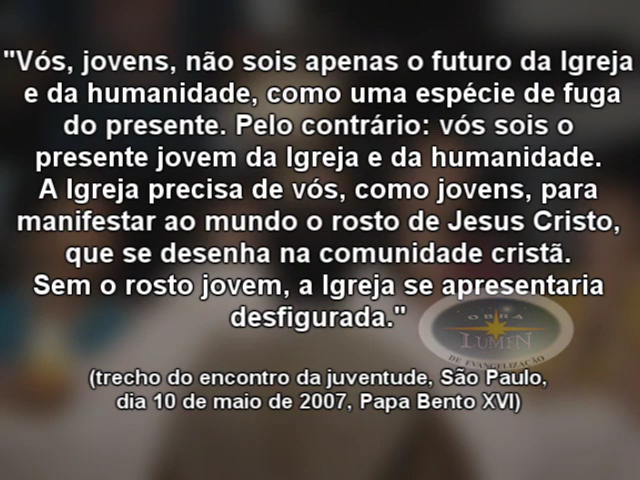 "Vós, jovens, não sois apenas o futuro da Igreja
e da humanidade, como uma espécie de fuga
do presente. Pelo contrário: vós sois o
presente jovem da Igreja e da humanidade.
A Igreja precisa de vós, como jovens, para
manifestar ao mundo o rosto de Jesus Cristo,
que se desenha na comunidade cristã.
Sem o rosto jovem, a Igreja se apresentaria
desfigurada."
OBRA
LUMEN
DE EVANGELIZAÇÃO
(trecho do encontro da juventude, São Paulo,
dia 10 de maio de 2007, Papa Bento XVI)